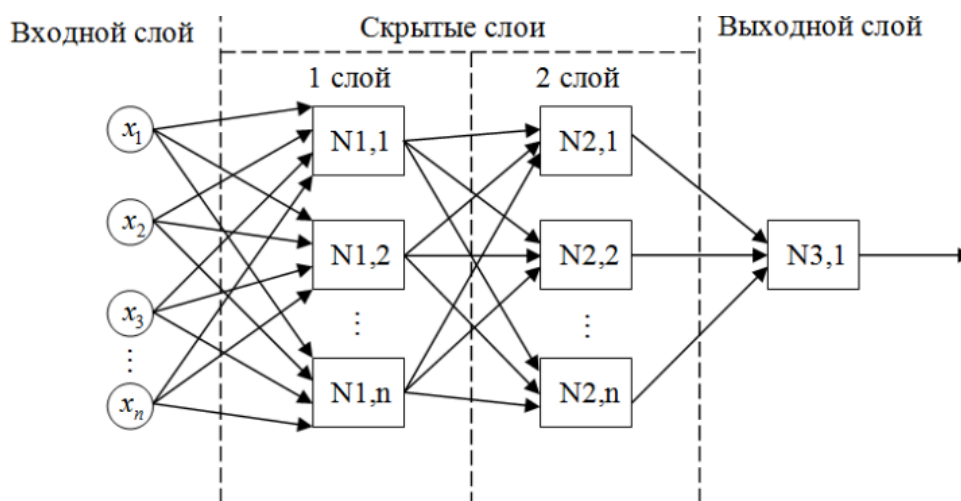 Входной слой
Скрытые слои
Выходной слой
1 слой
2 слой
x1
x2
x3
⋮
xn
N1,1
N1,2
⋮
N1,n
N2,1
N2,2
⋮
N2,n
N3,1